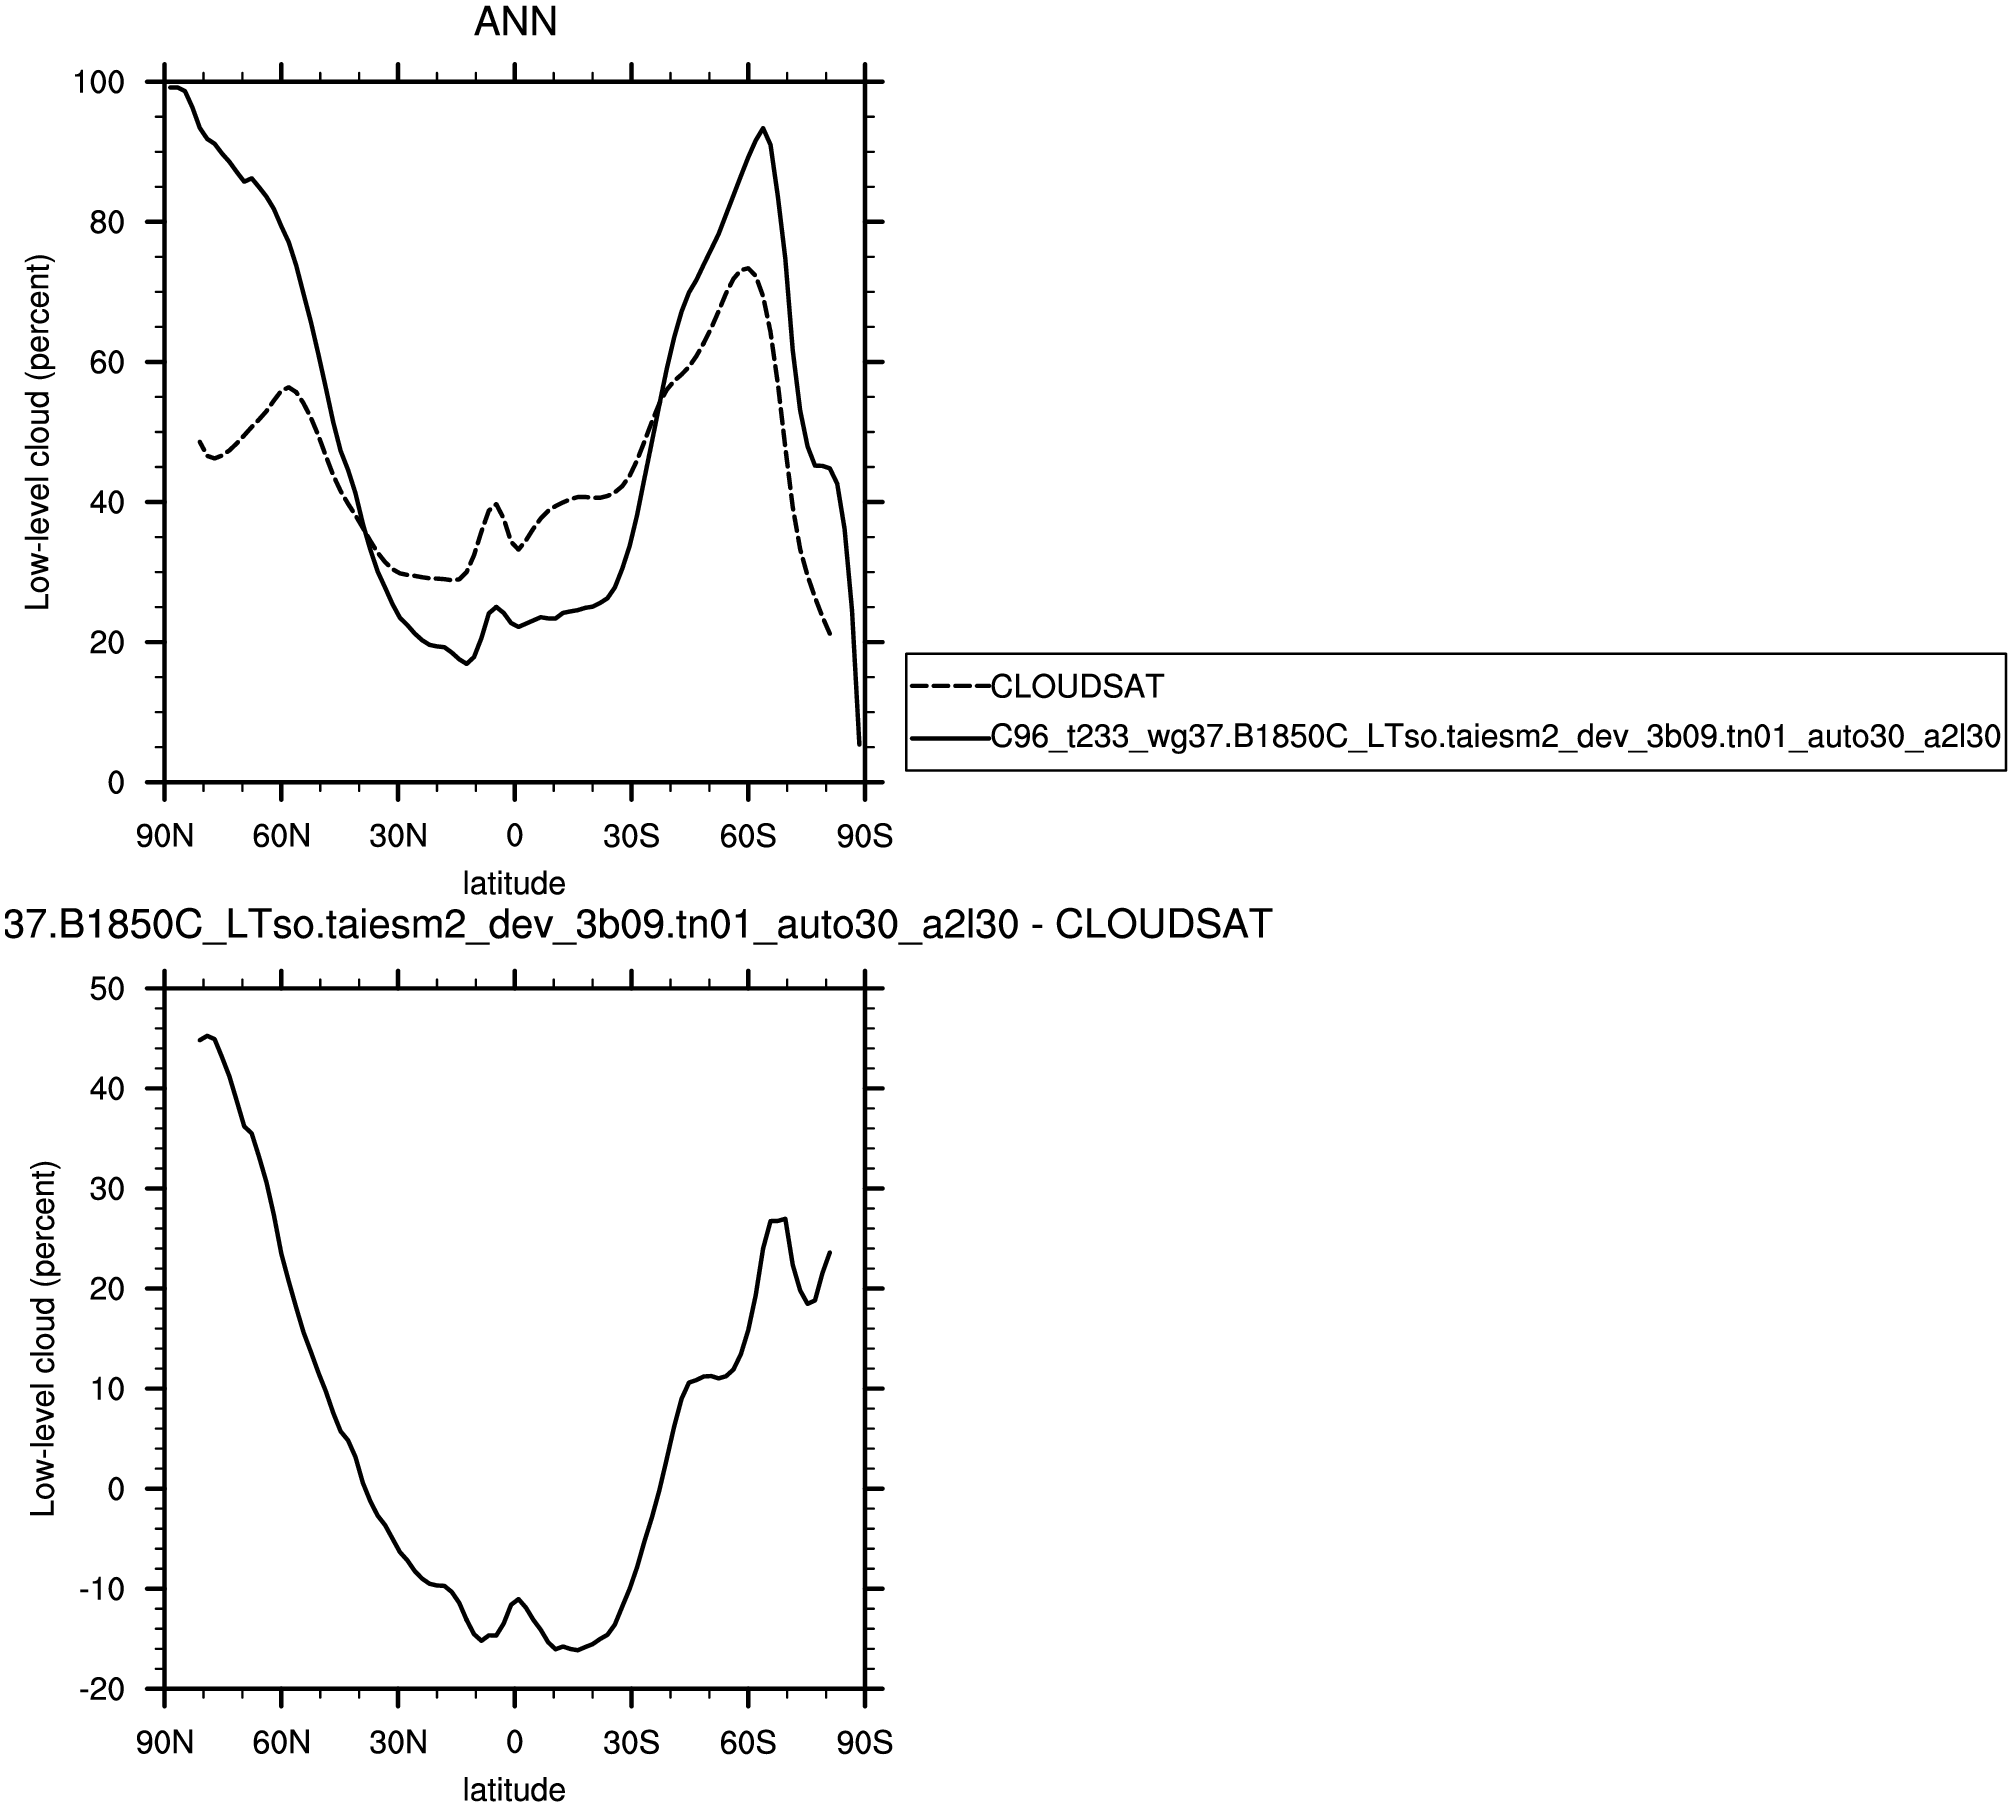 ANN
100
80
60
40
20
0
Low-level cloud (percent)
90N 60N 30N 0 30S 60S 90S
latitude
CLOUDSAT
C96_t233_wg37.B1850C_LTso.taiesm2_dev_3b09.tn01_auto30_a2l30
37.B1850C_LTso.taiesm2_dev_3b09.tn01_auto30_a2l30 - CLOUDSAT
50
40
30
20
10
0
-10
-20
Low-level cloud (percent)
90N 60N 30N 0 30S 60S 90S
latitude